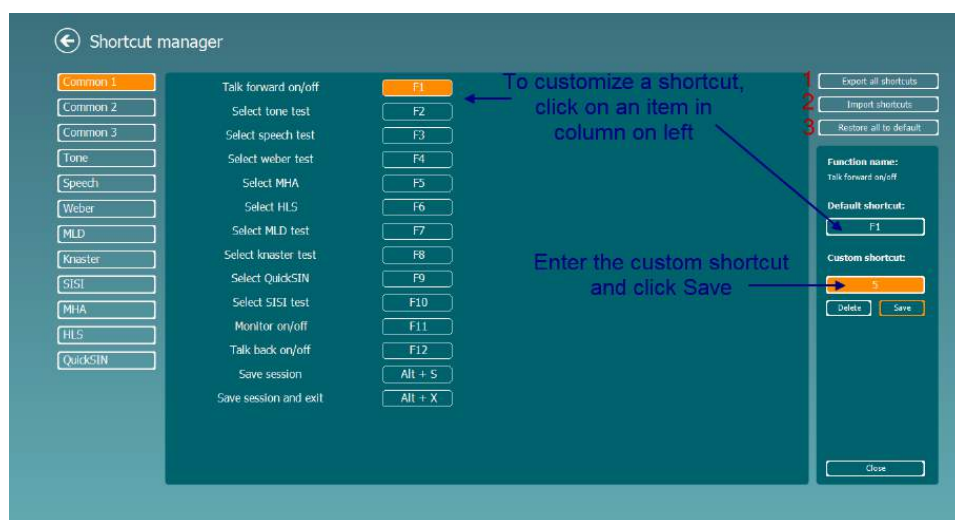 Shortcut manager
Common 1
Common 2
Common 3
Tone
Speech
Weber
MLD
Knaster
SISI
MHA
HLS
QuickSIN
Talk forward on/off F1
Select tone test F2
Select speech test F3
Select weber test F4
Select MHA F5
Select HLS F6
Select MLD test F7
Select knaster test F8
Select QuickSIN F9
Select SISI test F10
Monitor on/off F11
Talk back on/off F12
Save session Alt + S
Save session and exit Alt + X
To customize a shortcut,
click on an item in
column on left
Enter the custom shortcut
and click Save
1 Export all shortcuts
2 Import shortcuts
3 Restore all to default
Function name:
Talk forward on/off
Default shortcut:
F1
Custom shortcut:
5
Delete Save
Close